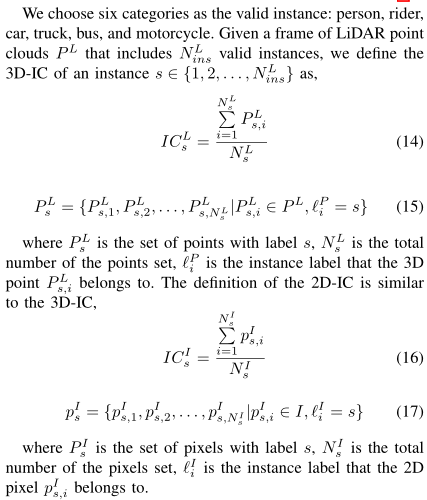 We choose six categories as the valid instance: person, rider,
car, truck, bus, and motorcycle. Given a frame of LiDAR point
clouds $P^L$ that includes $N_{ins}^L$ valid instances, we define the
3D-IC of an instance $s \in \{1, 2, \ldots, N_{ins}^L\}$ as,
$IC_s^L = \frac{\sum_{i=1}^{N_s^L} P_{s,i}^L}{N_s^L}$ (14)
$P_s^L = \{P_{s,1}^L, P_{s,2}^L, \ldots, P_{s,N_s^L}^L | P_{s,i}^L \in P^L, \ell_i^P = s\}$ (15)
where $P_s^L$ is the set of points with label $s$, $N_s^L$ is the total
number of the points set, $\ell_i^P$ is the instance label that the 3D
point $P_{s,i}^L$ belongs to. The definition of the 2D-IC is similar
to the 3D-IC,
$IC_s^I = \frac{\sum_{i=1}^{N_s^I} p_{s,i}^I}{N_s^I}$ (16)
$p_s^I = \{p_{s,1}^I, p_{s,2}^I, \ldots, p_{s,N_s^I}^I | p_{s,i}^I \in I, \ell_i^I = s\}$ (17)
where $P_s^I$ is the set of pixels with label $s$, $N_s^I$ is the total
number of the pixels set, $\ell_i^I$ is the instance label that the 2D
pixel $p_{s,i}^I$ belongs to.